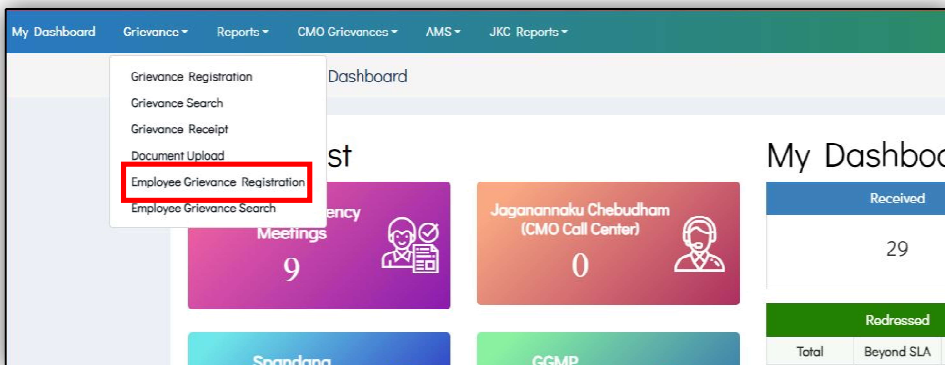 My Dashboard Grievance Reports CMO Grievances AMS JKC Reports
Grievance Registration
Dashboard
Grievance Search
Grievance Receipt
Document Upload
st
My Dashboo
Employee Grievance Registration
Employee Grievance Search
ency
Meetings
9
Jaganannaku Chebudham
(CMO Call Center)
0
Received
29
Redressed
Total Beyond SLA
Spandana
GGMP